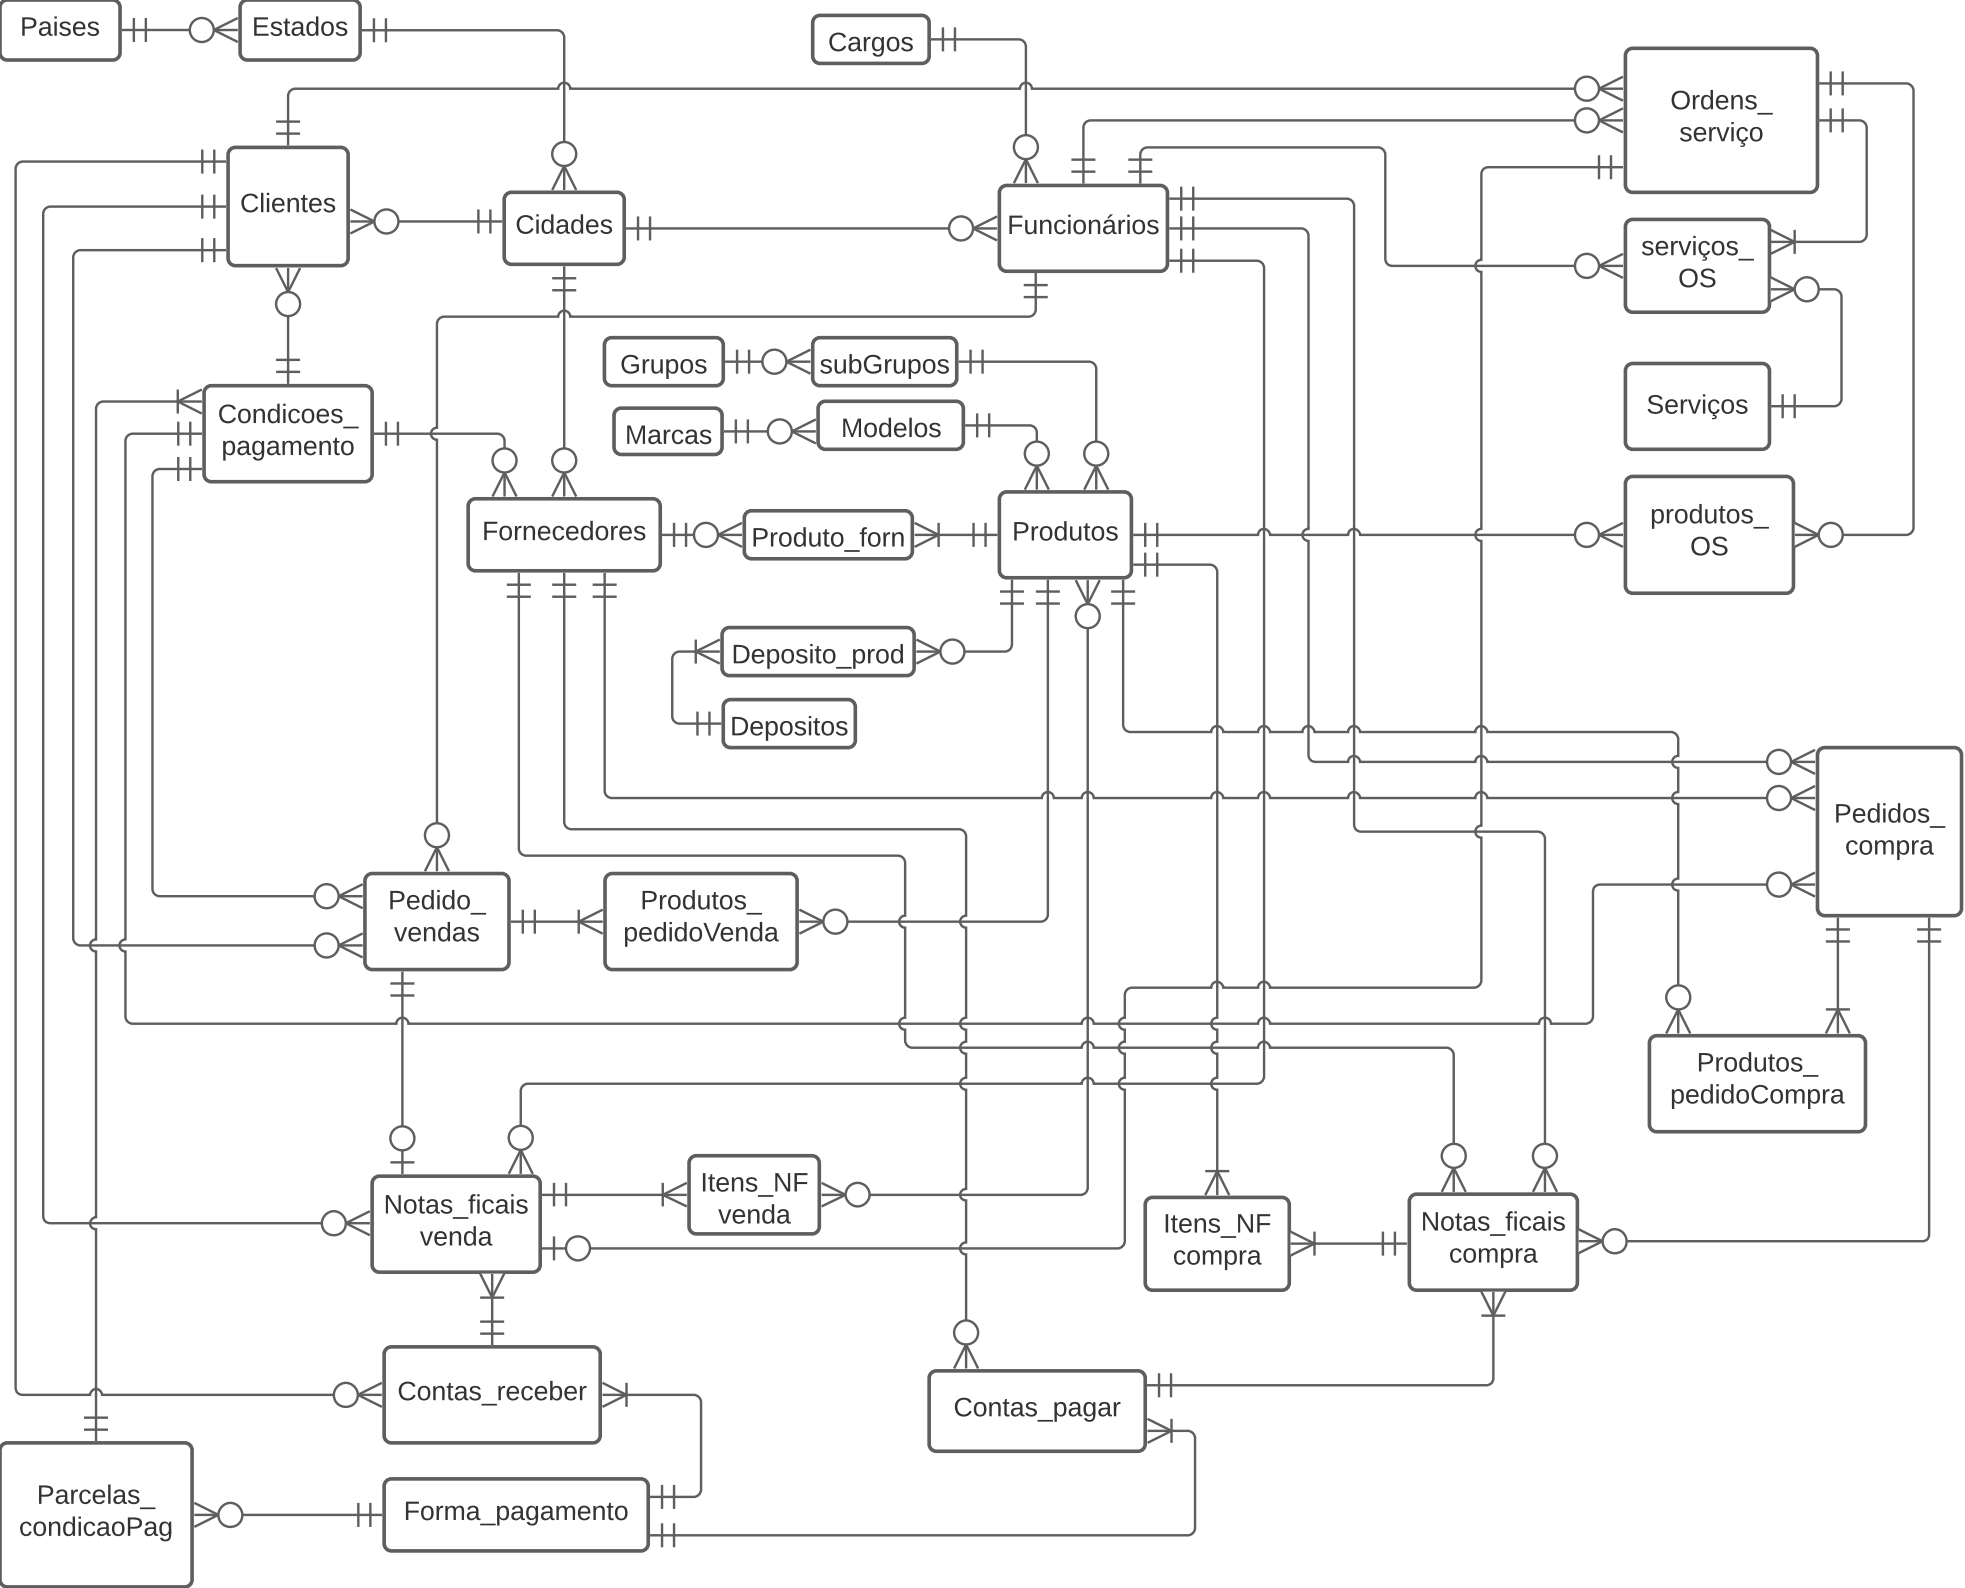 Paises
Estados
Cargos
Ordens_
serviço
Clientes
Cidades
Funcionários
serviços_
OS
Grupos
subGrupos
Marcas
Modelos
Serviços
Condicoes_
pagamento
Fornecedores
Produto_forn
Produtos
produtos_
OS
Deposito_prod
Depositos
Pedidos_
compra
Pedido_
vendas
Produtos_
pedidoVenda
Produtos_
pedidoCompra
Notas_ficais
venda
Itens_NF
venda
Itens_NF
compra
Notas_ficais
compra
Contas_receber
Contas_pagar
Parcelas_
condicaoPag
Forma_pagamento